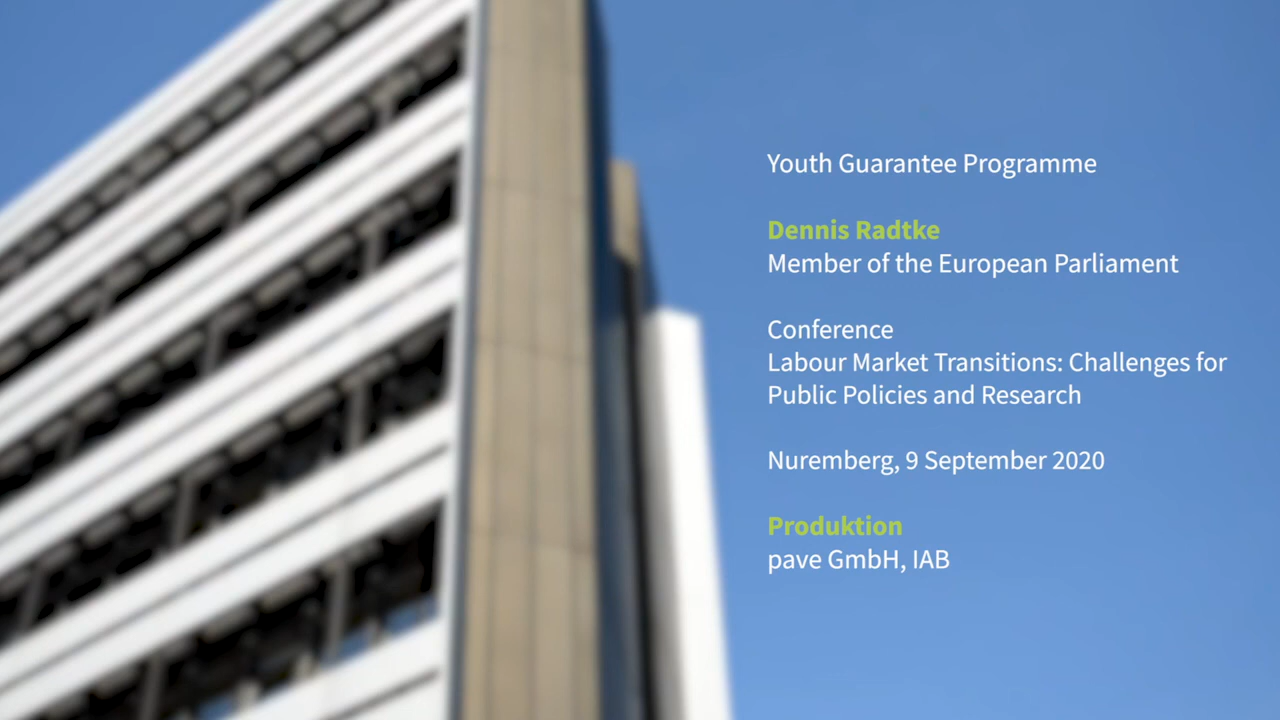 Youth Guarantee Programme
Dennis Radtke
Member of the European Parliament
Conference
Labour Market Transitions: Challenges for
Public Policies and Research
Nuremberg, 9 September 2020
Produktion
pave GmbH, IAB